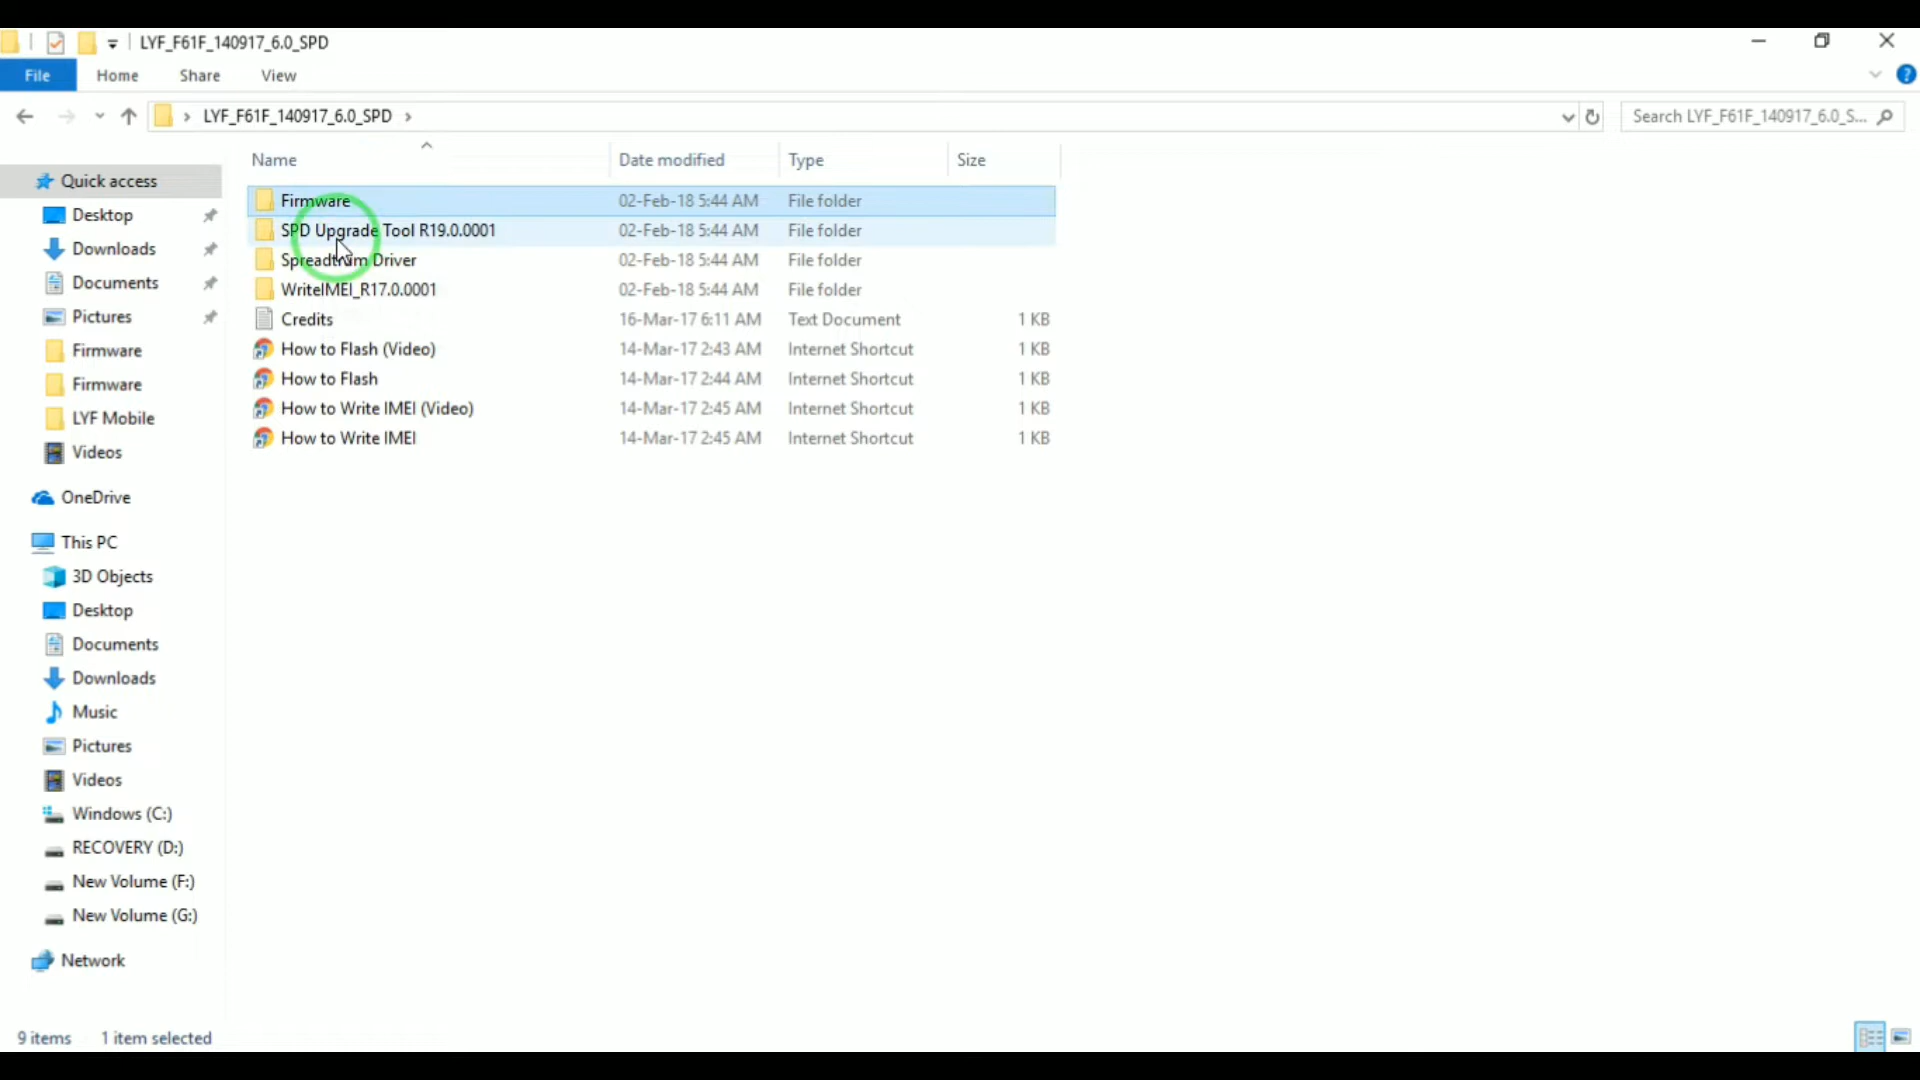 LYF_F61F_140917_6.0_SPD
File Home Share View
LYF_F61F_140917_6.0_SPD
Search LYF_F61F_140917_6.0_S...
Name Date modified Type Size
Quick access
Desktop
Downloads
Documents
Pictures
Firmware
Firmware
LYF Mobile
Videos
OneDrive
This PC
3D Objects
Desktop
Documents
Downloads
Music
Pictures
Videos
Windows (C:)
RECOVERY (D:)
New Volume (F:)
New Volume (G:)
Network
Firmware 02-Feb-18 5:44 AM File folder
SPD Upgrade Tool R19.0.0001 02-Feb-18 5:44 AM File folder
Spreadtrum Driver 02-Feb-18 5:44 AM File folder
WriteIMEI_R17.0.0001 02-Feb-18 5:44 AM File folder
Credits 16-Mar-17 6:11 AM Text Document 1 KB
How to Flash (Video) 14-Mar-17 2:43 AM Internet Shortcut 1 KB
How to Flash 14-Mar-17 2:44 AM Internet Shortcut 1 KB
How to Write IMEI (Video) 14-Mar-17 2:45 AM Internet Shortcut 1 KB
How to Write IMEI 14-Mar-17 2:45 AM Internet Shortcut 1 KB
9 items 1 item selected